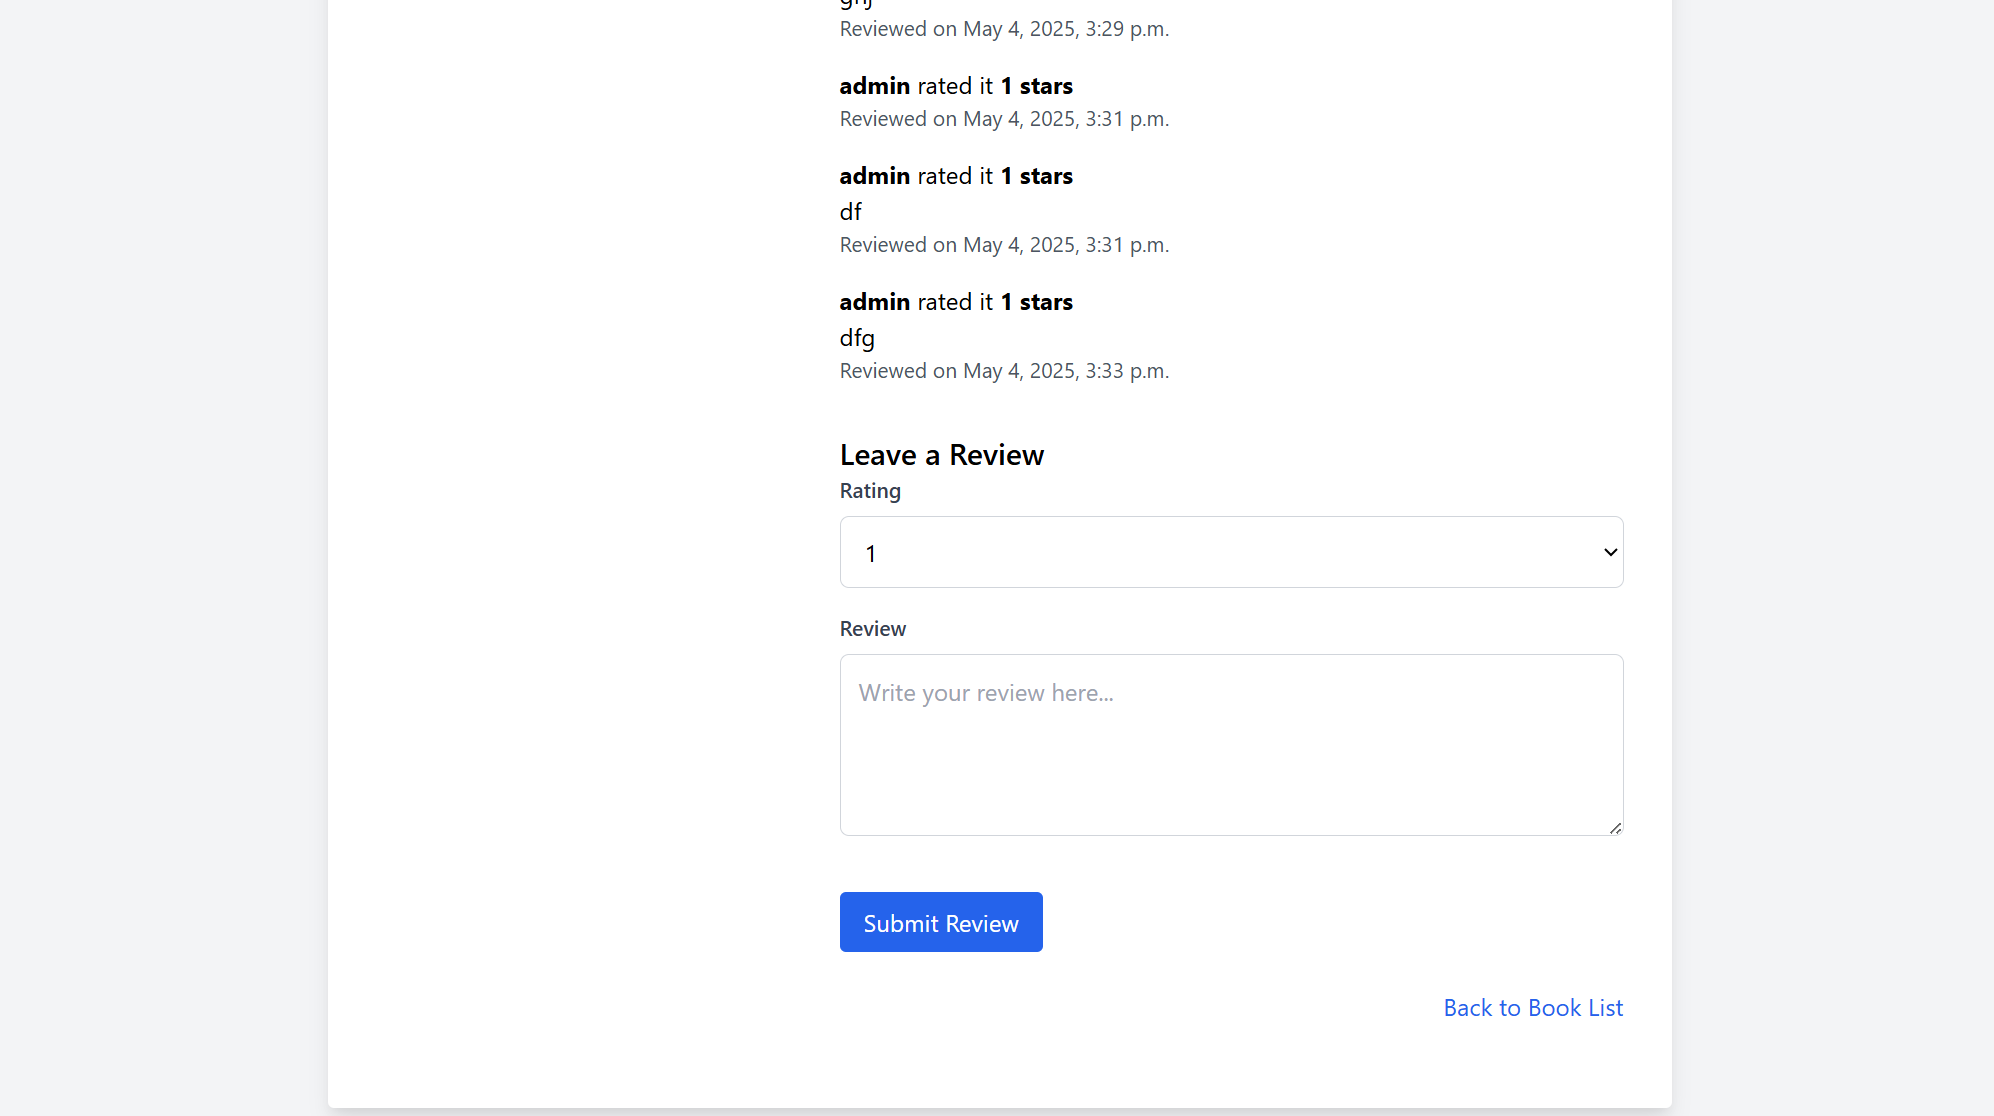 Reviewed on May 4, 2025, 3:29 p.m.
admin rated it 1 stars
Reviewed on May 4, 2025, 3:31 p.m.
admin rated it 1 stars
df
Reviewed on May 4, 2025, 3:31 p.m.
admin rated it 1 stars
dfg
Reviewed on May 4, 2025, 3:33 p.m.
Leave a Review
Rating
1
Review
Write your review here...
Submit Review
Back to Book List